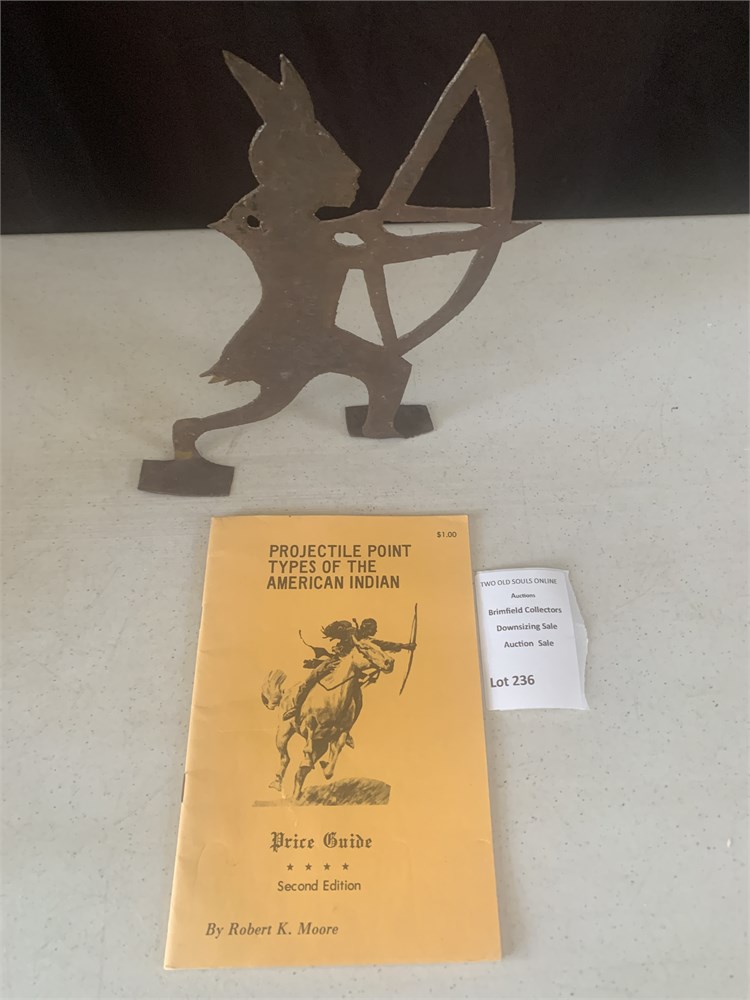 $1.00
PROJECTILE POINT
TYPES OF THE
AMERICAN INDIAN
Price Guide
★ ★ ★ ★
Second Edition
By Robert K. Moore
TWO OLD SOULS ONLINE
Auctions
Brimfield Collectors
Downsizing Sale
Auction Sale
Lot 236